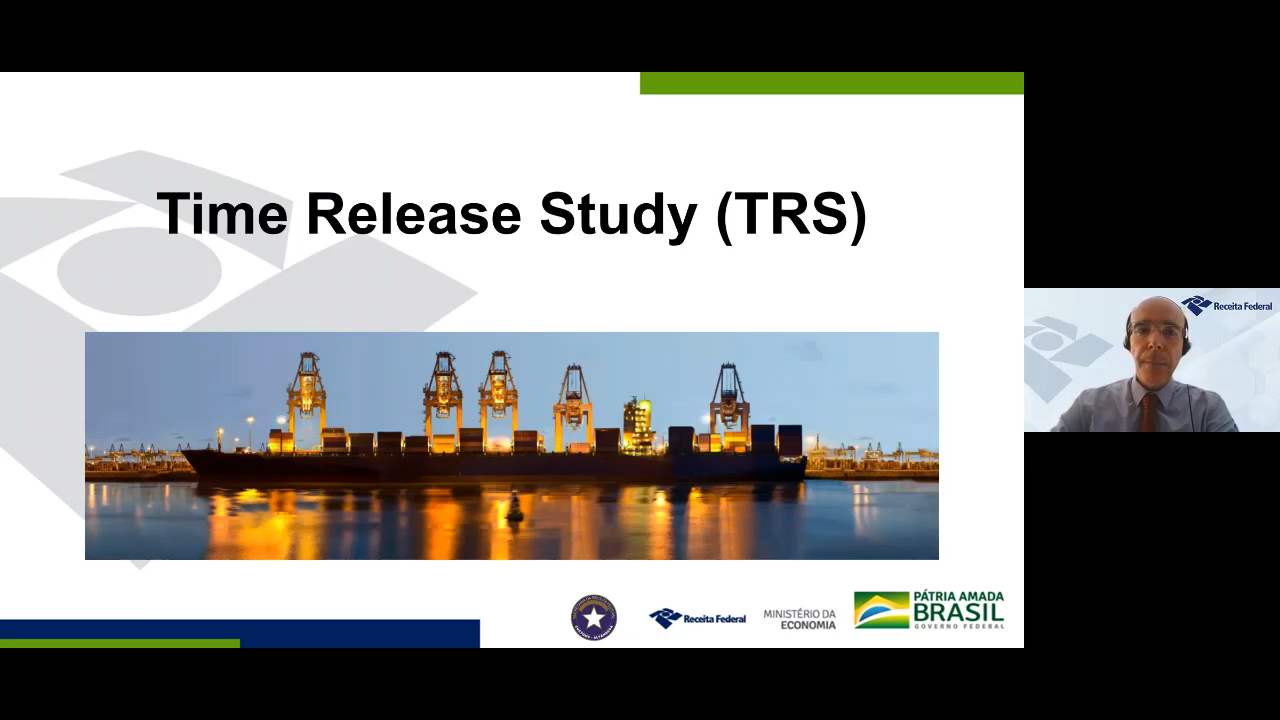 Time Release Study (TRS)
Receita Federal
Receita Federal
MINISTÉRIO DA
ECONOMIA
PÁTRIA AMADA
BRASIL
GOVERNO FEDERAL